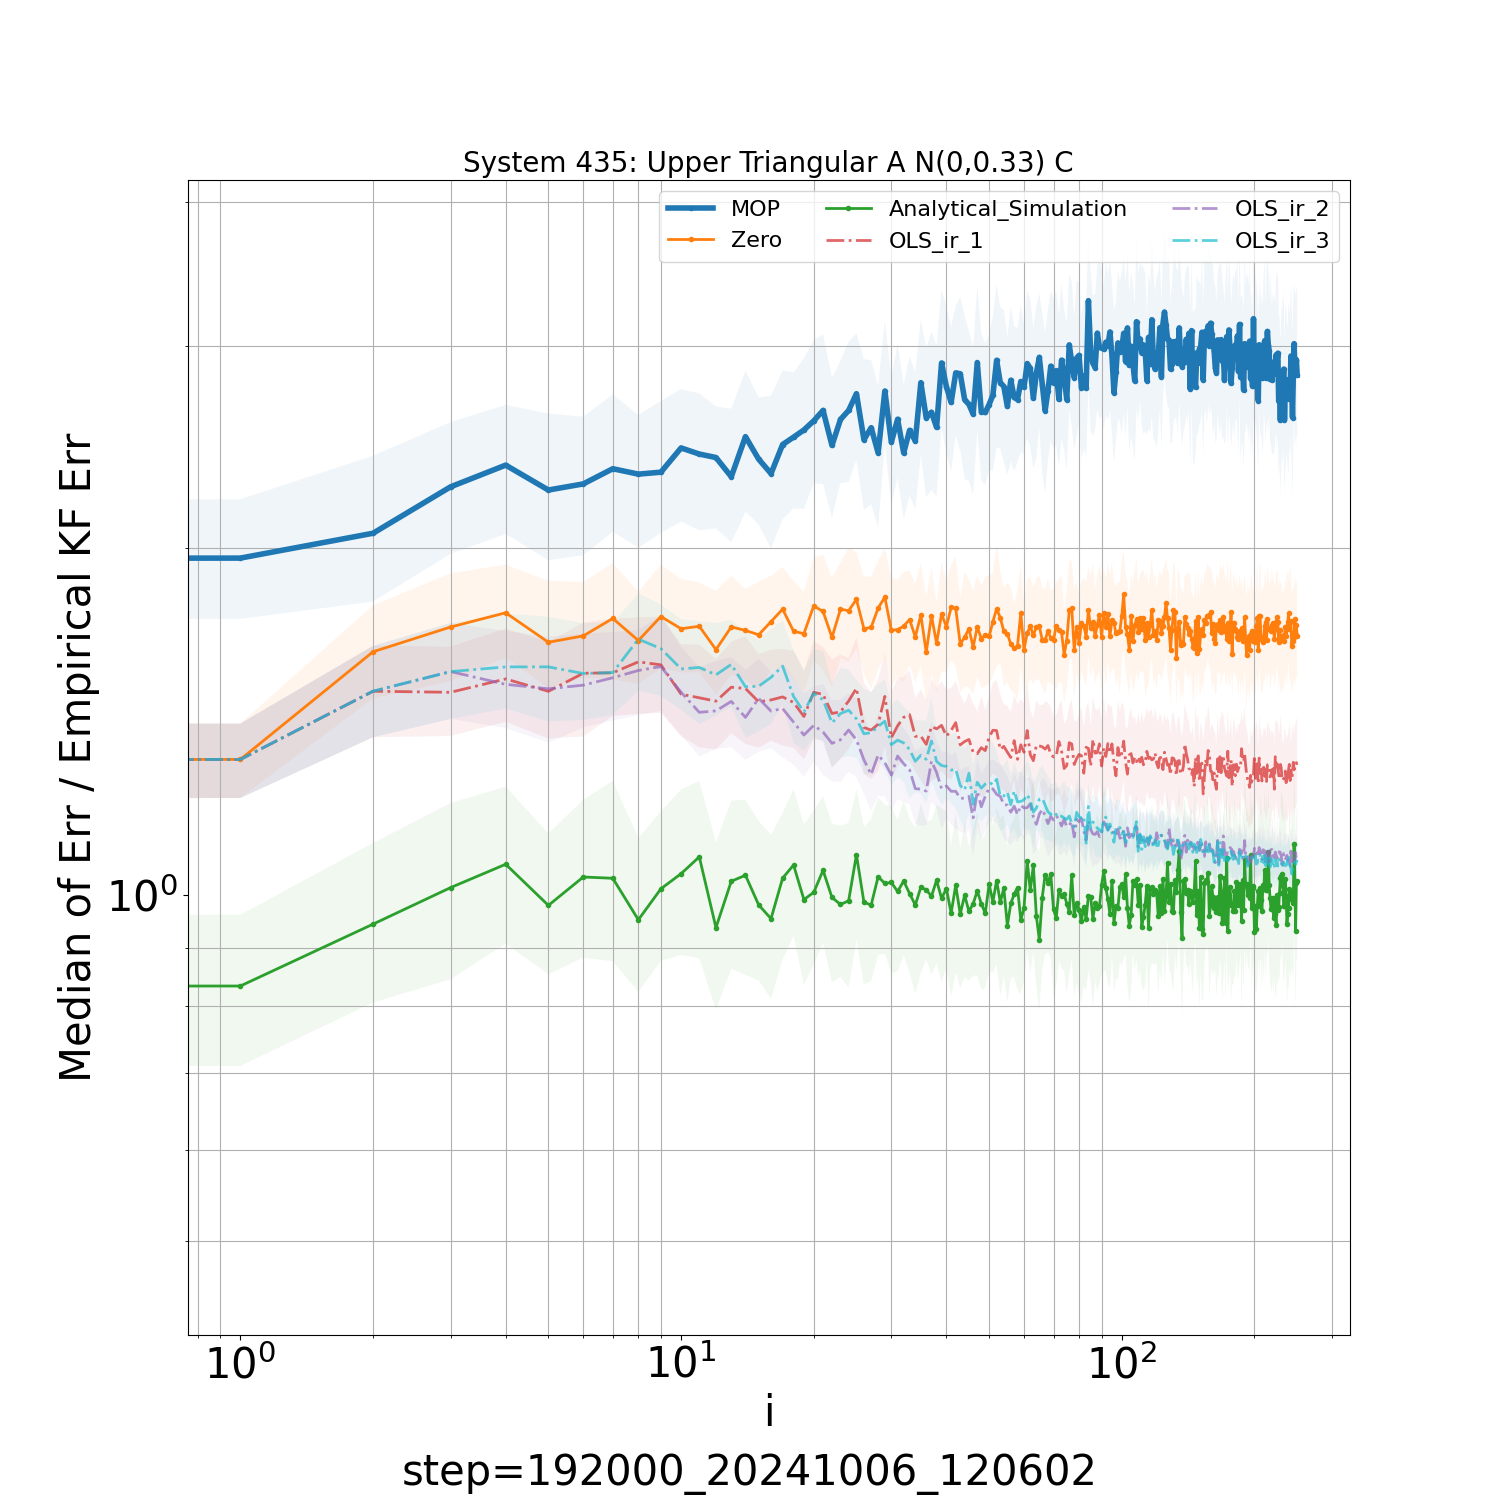 System 435: Upper Triangular A N(0,0.33) C
MOP
Zero
Analytical_Simulation
OLS_ir_1
OLS_ir_2
OLS_ir_3
Median of Err / Empirical KF Err
10⁰
10⁰ 10¹ 10²
i
step=192000_20241006_120602